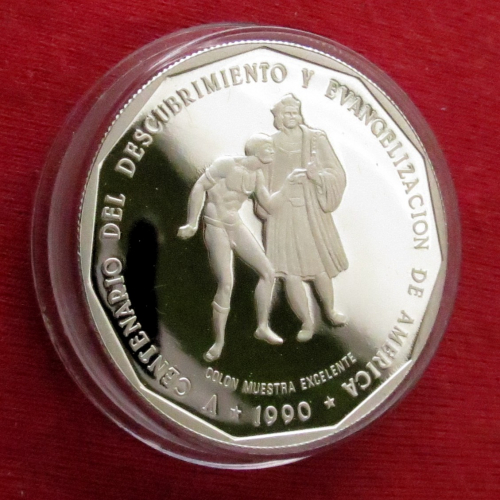 V CENTENARIO DEL DESCUBRIMIENTO Y EVANGELIZACION DE AMERICA
COLON MUESTRA EXCELENTE
* 1990 *